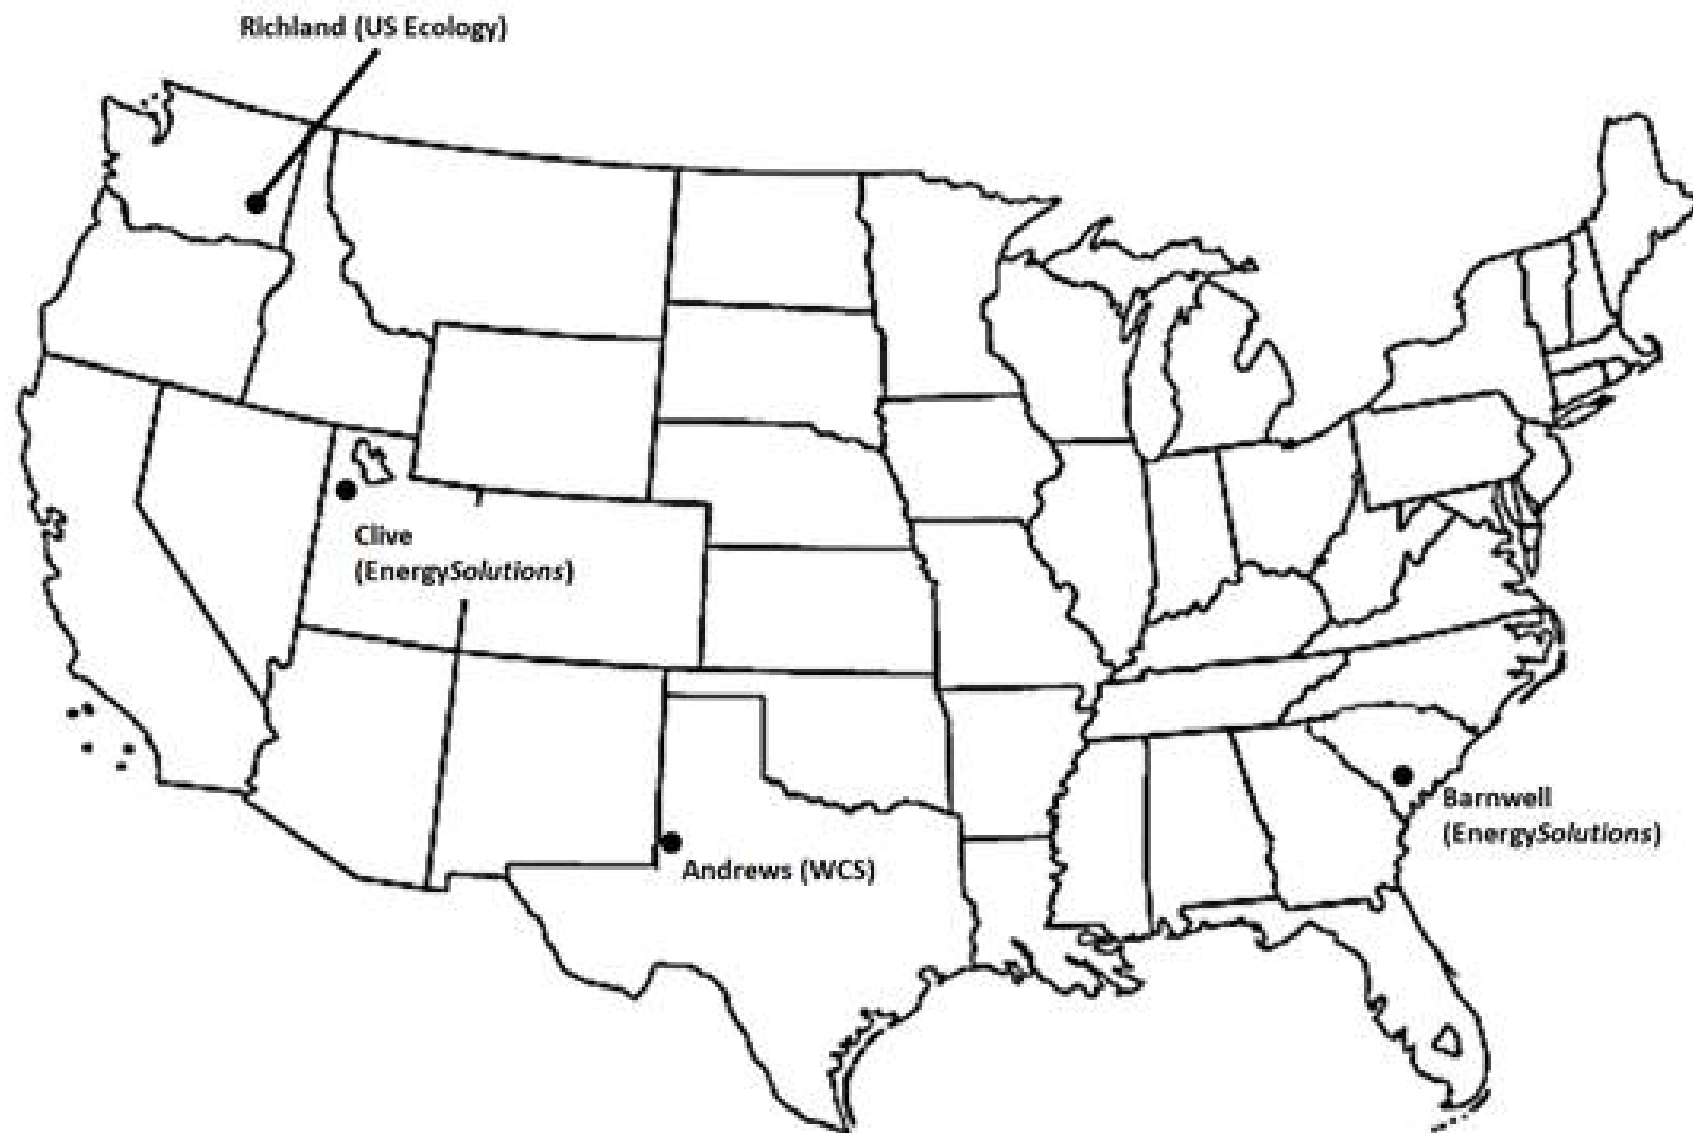 Richland (US Ecology)
Clive
(EnergySolutions)
Andrews (WCS)
Barnwell
(EnergySolutions)